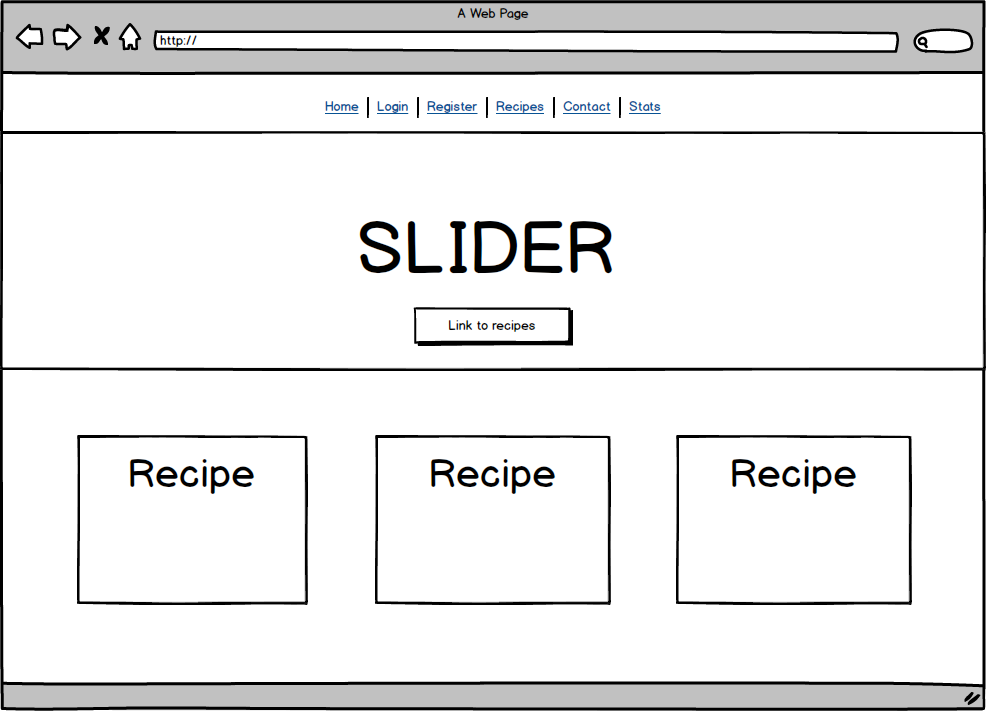 A Web Page
http://
Home | Login | Register | Recipes | Contact | Stats
SLIDER
Link to recipes
Recipe Recipe Recipe